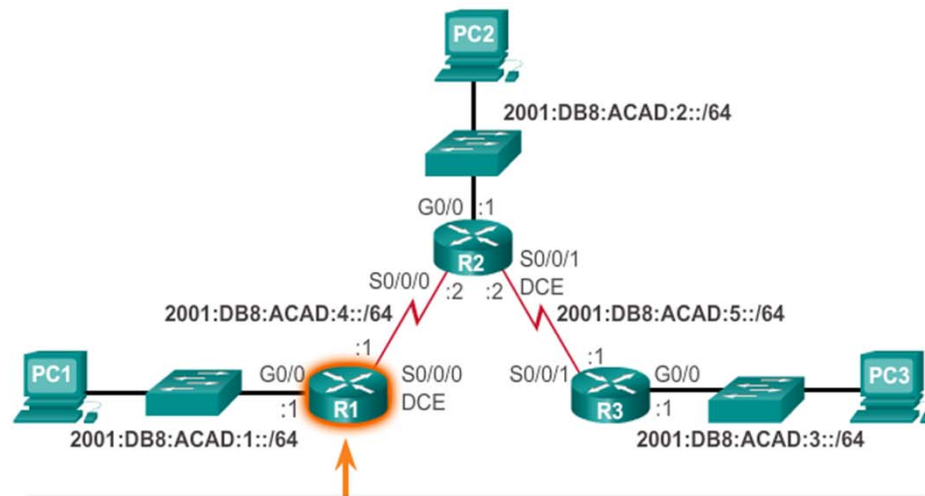 PC2
2001:DB8:ACAD:2::/64
G0/0 :1
R2
S0/0/0
S0/0/1
:2 :2 DCE
2001:DB8:ACAD:4::/64
2001:DB8:ACAD:5::/64
:1
:1
PC1
G0/0
S0/0/0
S0/0/1
G0/0
PC3
:1
R1
DCE
R3
:1
2001:DB8:ACAD:1::/64
2001:DB8:ACAD:3::/64